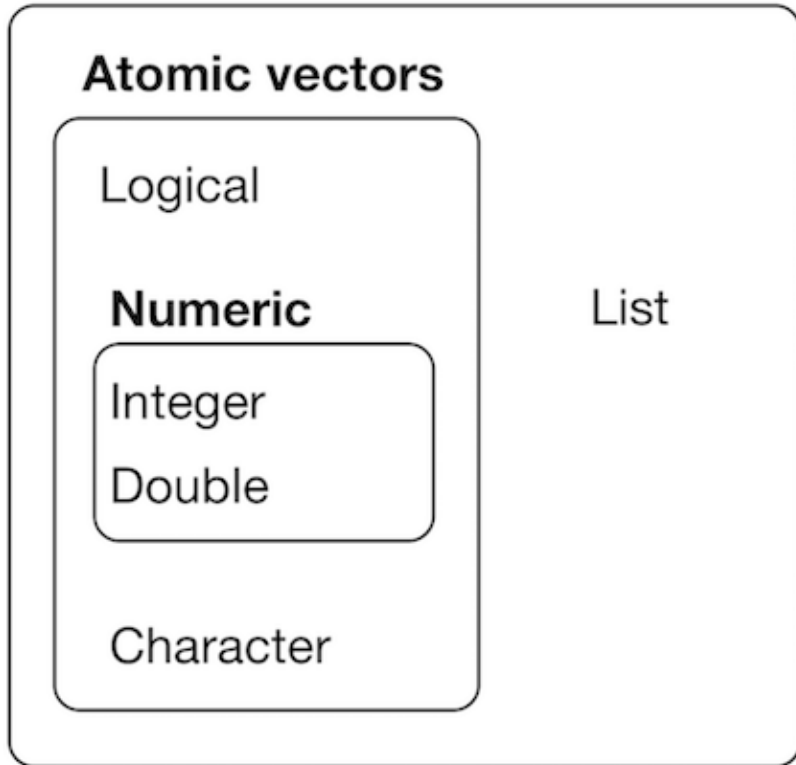 Atomic vectors
Logical
Numeric
List
Integer
Double
Character